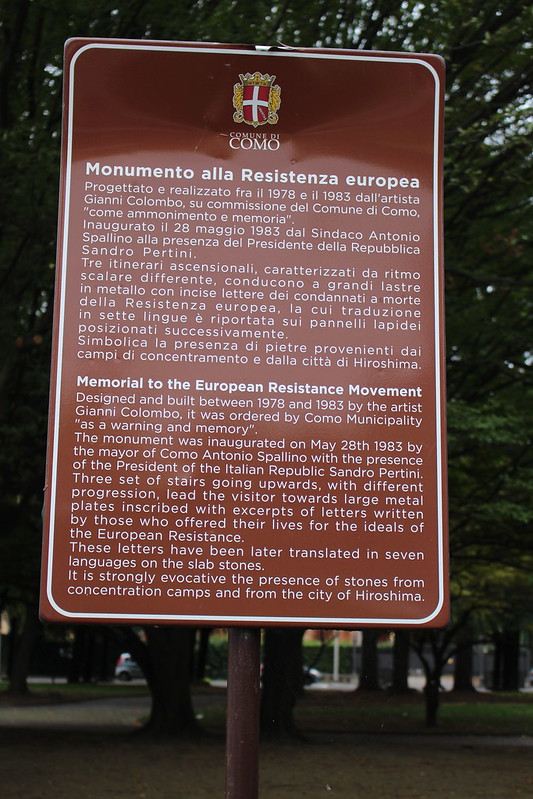 COMUNE DI
COMO
Monumento alla Resistenza europea
Progettato e realizzato fra il 1978 e il 1983 dall'artista
Gianni Colombo, su commissione del Comune di Como,
"come ammonimento e memoria".
Inaugurato il 28 maggio 1983 dal Sindaco Antonio
Spallino alla presenza del Presidente della Repubblica
Sandro Pertini.
Tre itinerari ascensionali, caratterizzati da ritmo
scalare differente, conducono a grandi lastre
in metallo con incise lettere dei condannati a morte
della Resistenza europea, la cui traduzione
in sette lingue è riportata sui pannelli lapidei
posizionati successivamente.
Simbolica la presenza di pietre provenienti dai
campi di concentramento e dalla città di Hiroshima.
Memorial to the European Resistance Movement
Designed and built between 1978 and 1983 by the artist
Gianni Colombo, it was ordered by Como Municipality
"as a warning and memory".
The monument was inaugurated on May 28th 1983 by
the mayor of Como Antonio Spallino with the presence
of the President of the Italian Republic Sandro Pertini.
Three set of stairs going upwards, with different
progression, lead the visitor towards large metal
plates inscribed with excerpts of letters written
by those who offered their lives for the ideals of
the European Resistance.
These letters have been later translated in seven
languages on the slab stones.
It is strongly evocative the presence of stones from
concentration camps and from the city of Hiroshima.